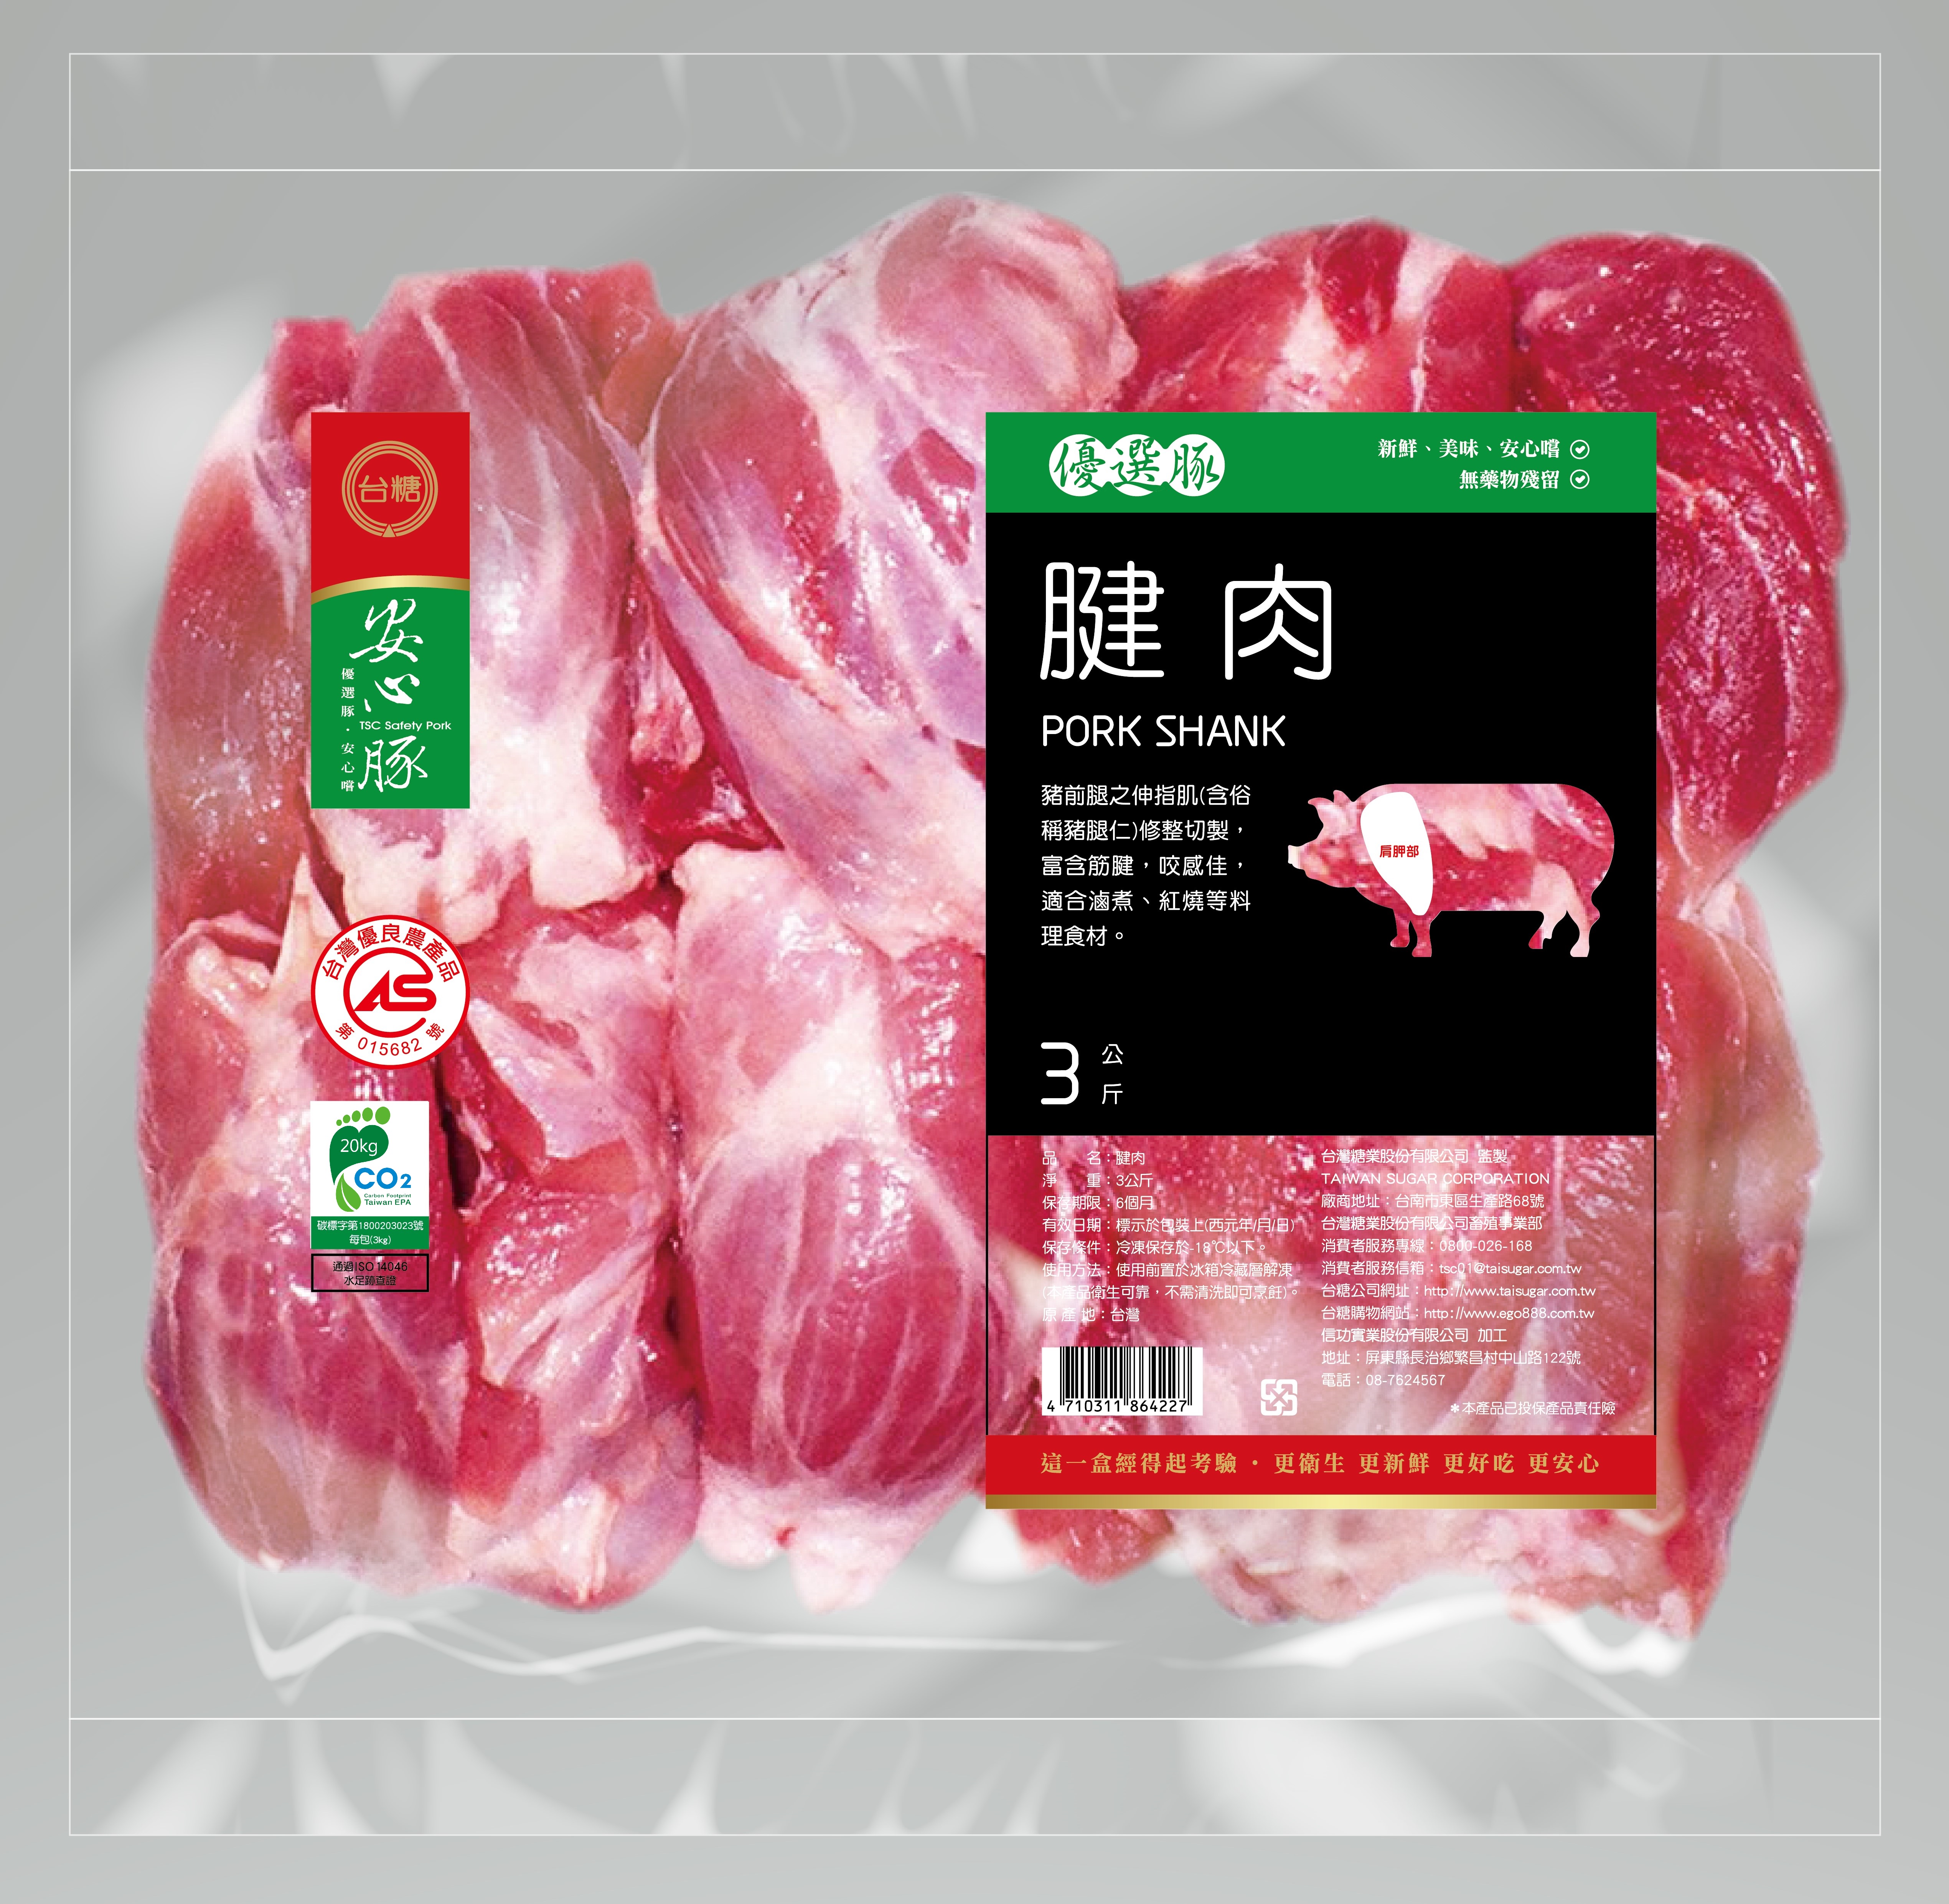 台糖
安心豚
TSC Safety Pork
優選豚・安心嚐
台灣優良農產品
CAS
第 015682 號
20kg
CO2
Carbon Footprint
Taiwan EPA
碳標字第1800203023號
每包(3kg)
通過ISO 14046
水足跡查證
優選豚
新鮮、美味、安心嚐
無藥物殘留
腱肉
PORK SHANK
豬前腿之伸指肌(含俗
稱豬腿仁)修整切製，
富含筋腱，咬感佳，
適合滷煮、紅燒等料
理食材。
肩胛部
3 公斤
品 名：腱肉
淨 重：3公斤
保存期限：6個月
有效日期：標示於包裝上(西元年/月/日)
保存條件：冷凍保存於-18℃以下。
使用方法：使用前置於冰箱冷藏層解凍
(本產品衛生可靠，不需清洗即可烹飪)。
原 產 地：台灣
4 710311 864227
台灣糖業股份有限公司 監製
TAIWAN SUGAR CORPORATION
廠商地址：台南市東區生產路68號
台灣糖業股份有限公司畜殖事業部
消費者服務專線：0800-026-168
消費者服務信箱：tsc01@taisugar.com.tw
台糖公司網址：http://www.taisugar.com.tw
台糖購物網站：http://www.ego888.com.tw
信功實業股份有限公司 加工
地址：屏東縣長治鄉繁昌村中山路122號
電話：08-7624567
＊本產品已投保產品責任險
這一盒經得起考驗・更衛生 更新鮮 更好吃 更安心